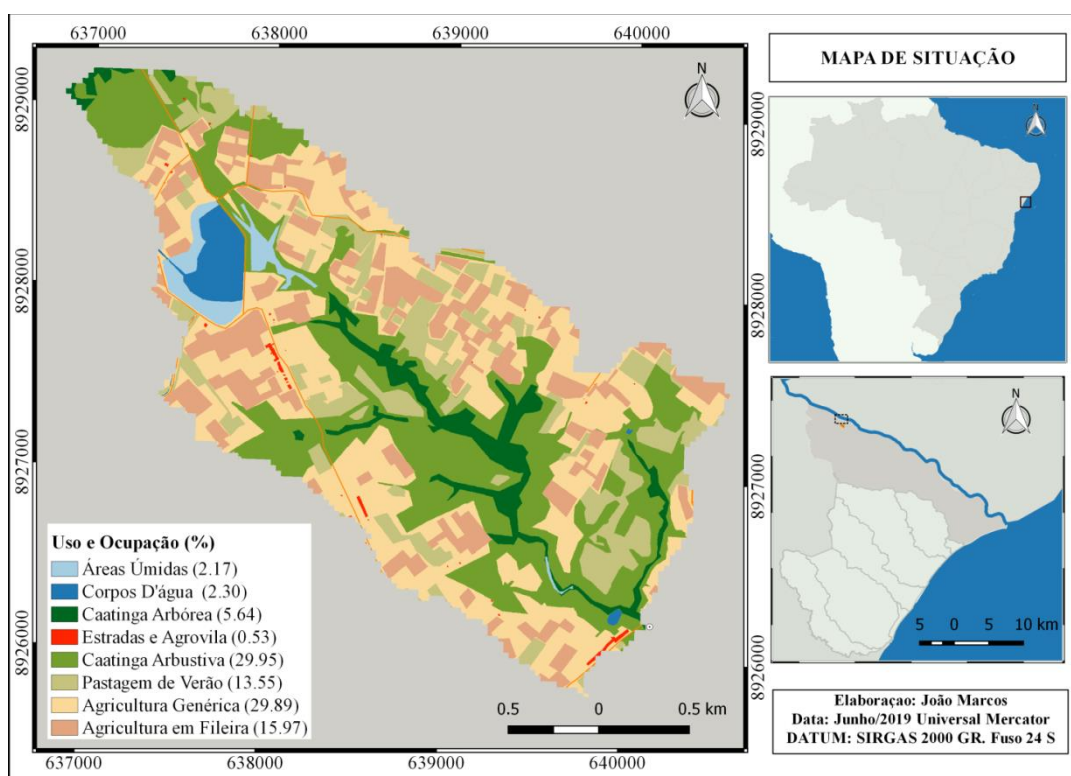 637000 638000 639000 640000
8929000
8928000
8927000
8926000
N
8929000
8928000
8927000
8926000
Uso e Ocupação (%)
Áreas Úmidas (2.17)
Corpos D'água (2.30)
Caatinga Arbórea (5.64)
Estradas e Agrovila (0.53)
Caatinga Arbustiva (29.95)
Pastagem de Verão (13.55)
Agricultura Genérica (29.89)
Agricultura em Fileira (15.97)
0.5 0 0.5 km
637000 638000 639000 640000
MAPA DE SITUAÇÃO
N
N
5 0 5 10 km
Elaboraçao: João Marcos
Data: Junho/2019 Universal Mercator
DATUM: SIRGAS 2000 GR. Fuso 24 S